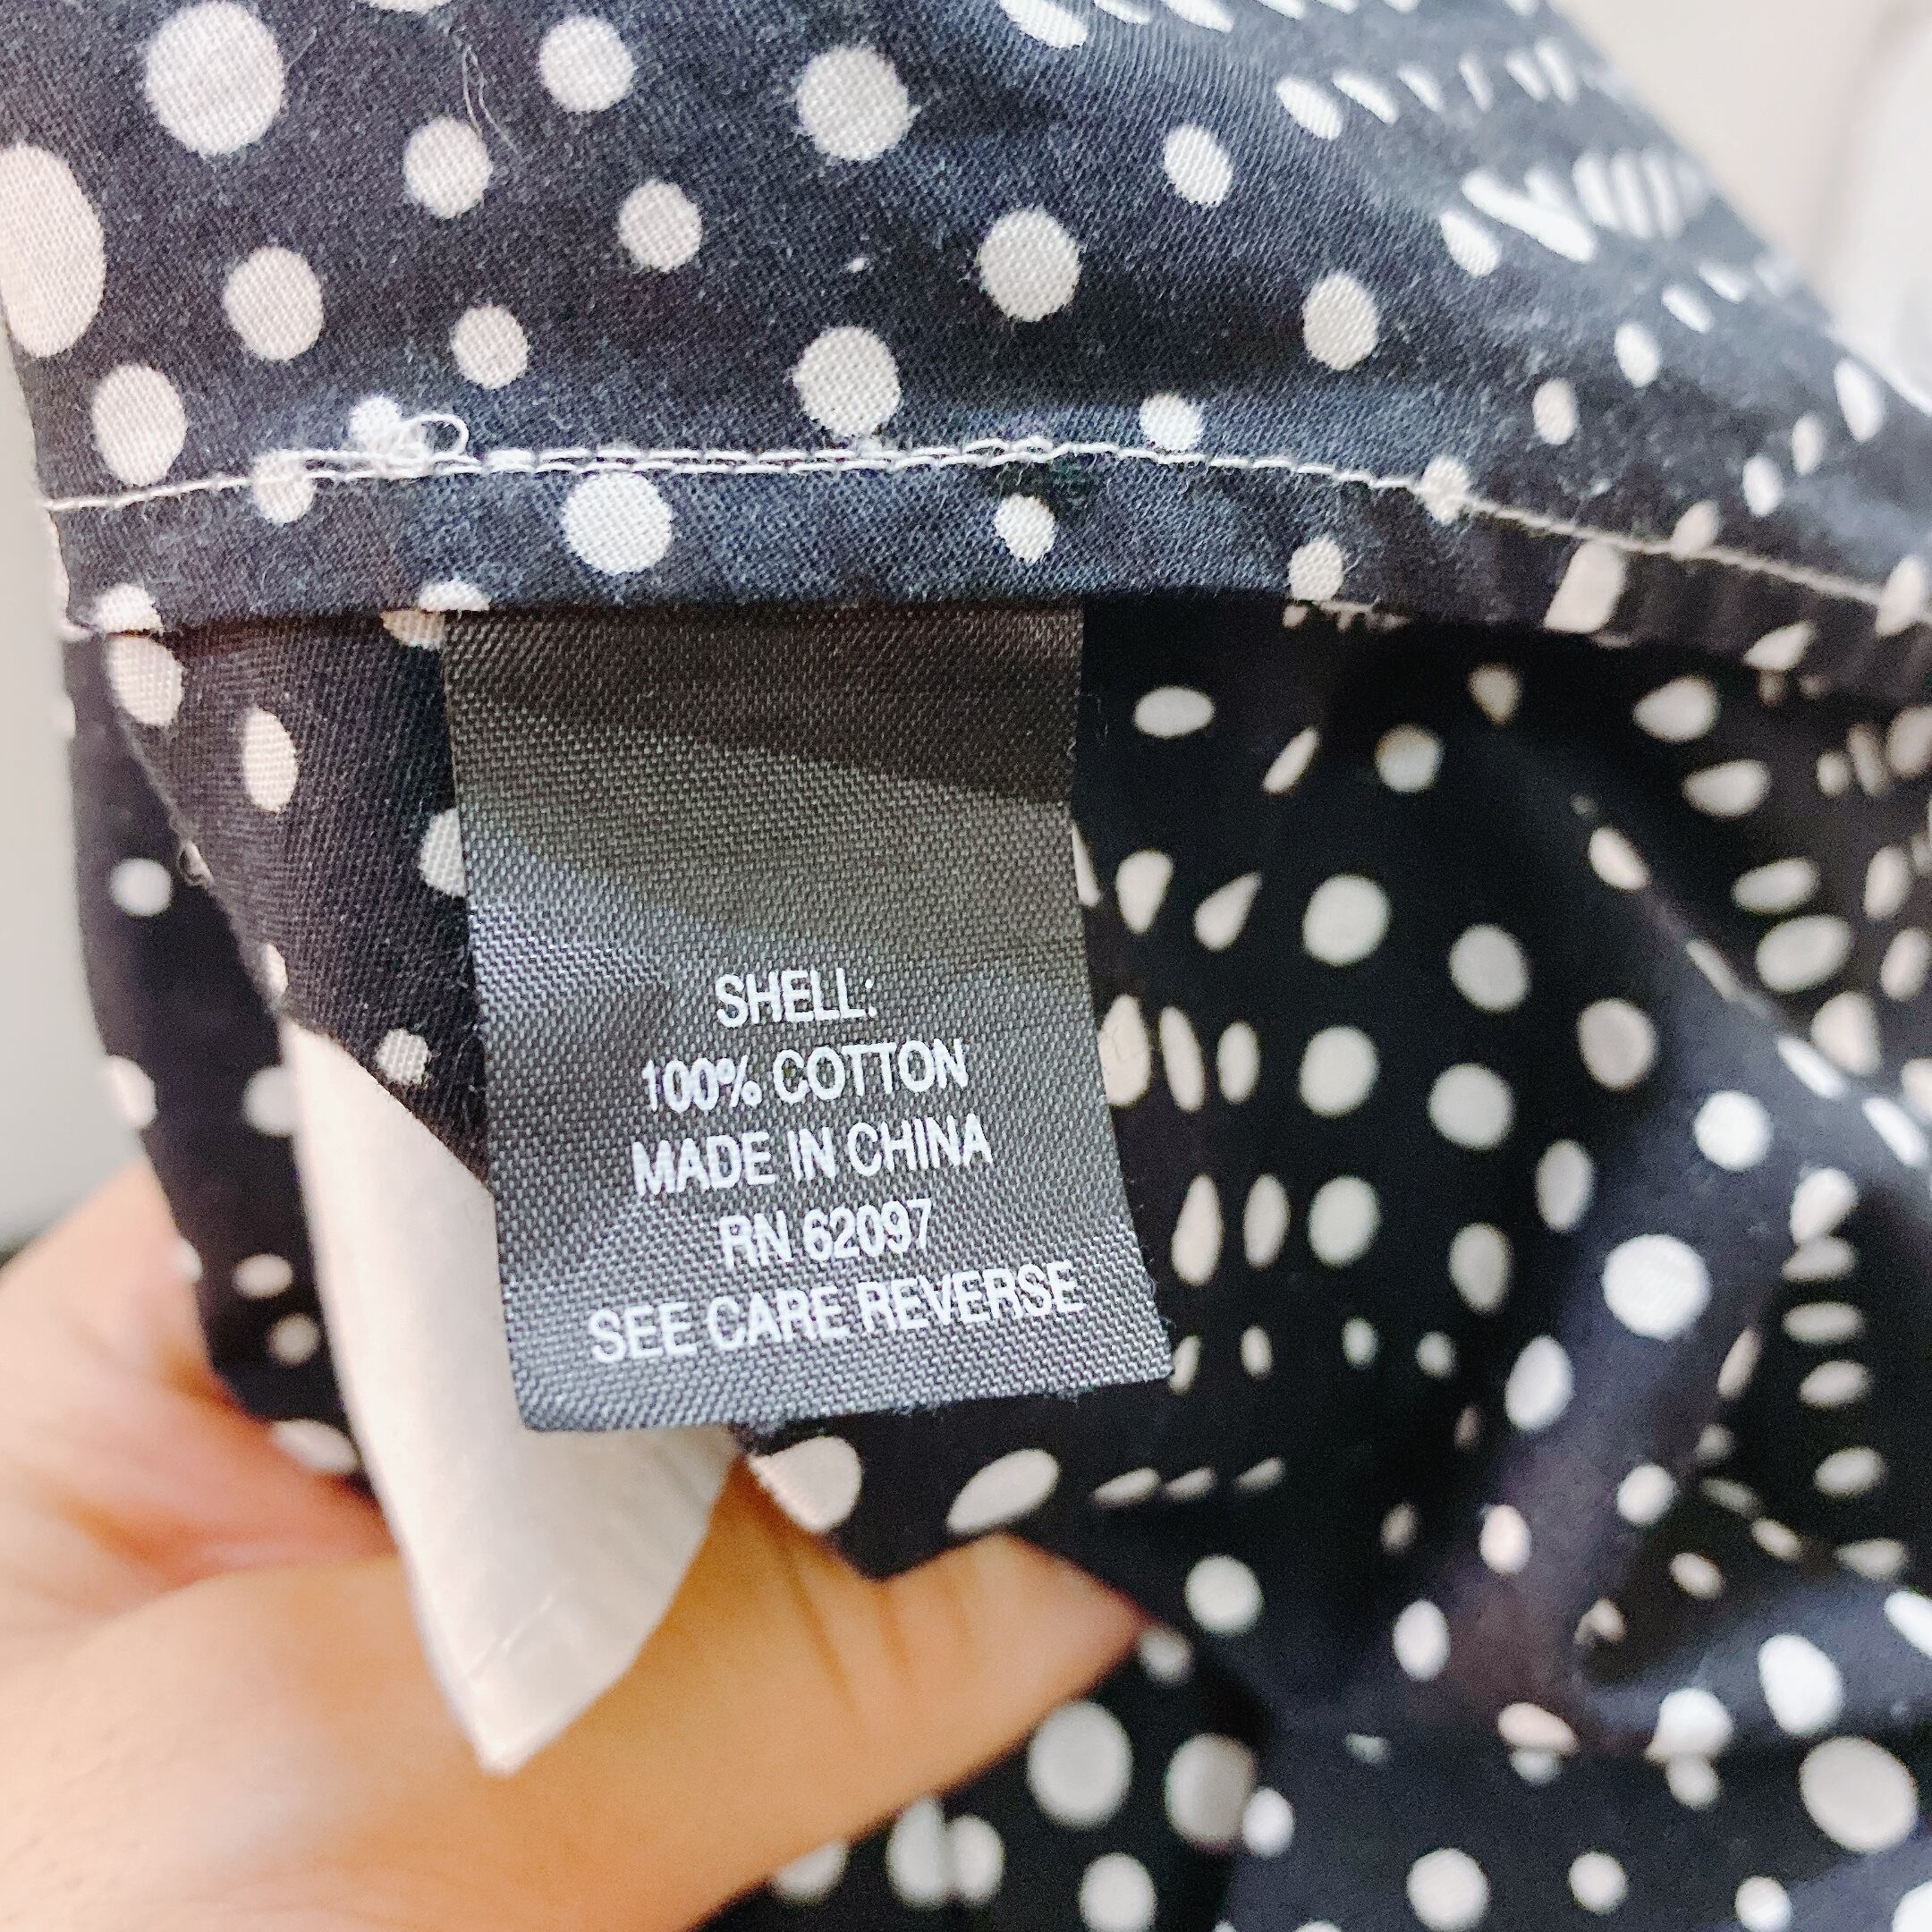 SHELL:
100% COTTON
MADE IN CHINA
RN 62097
SEE CARE REVERSE